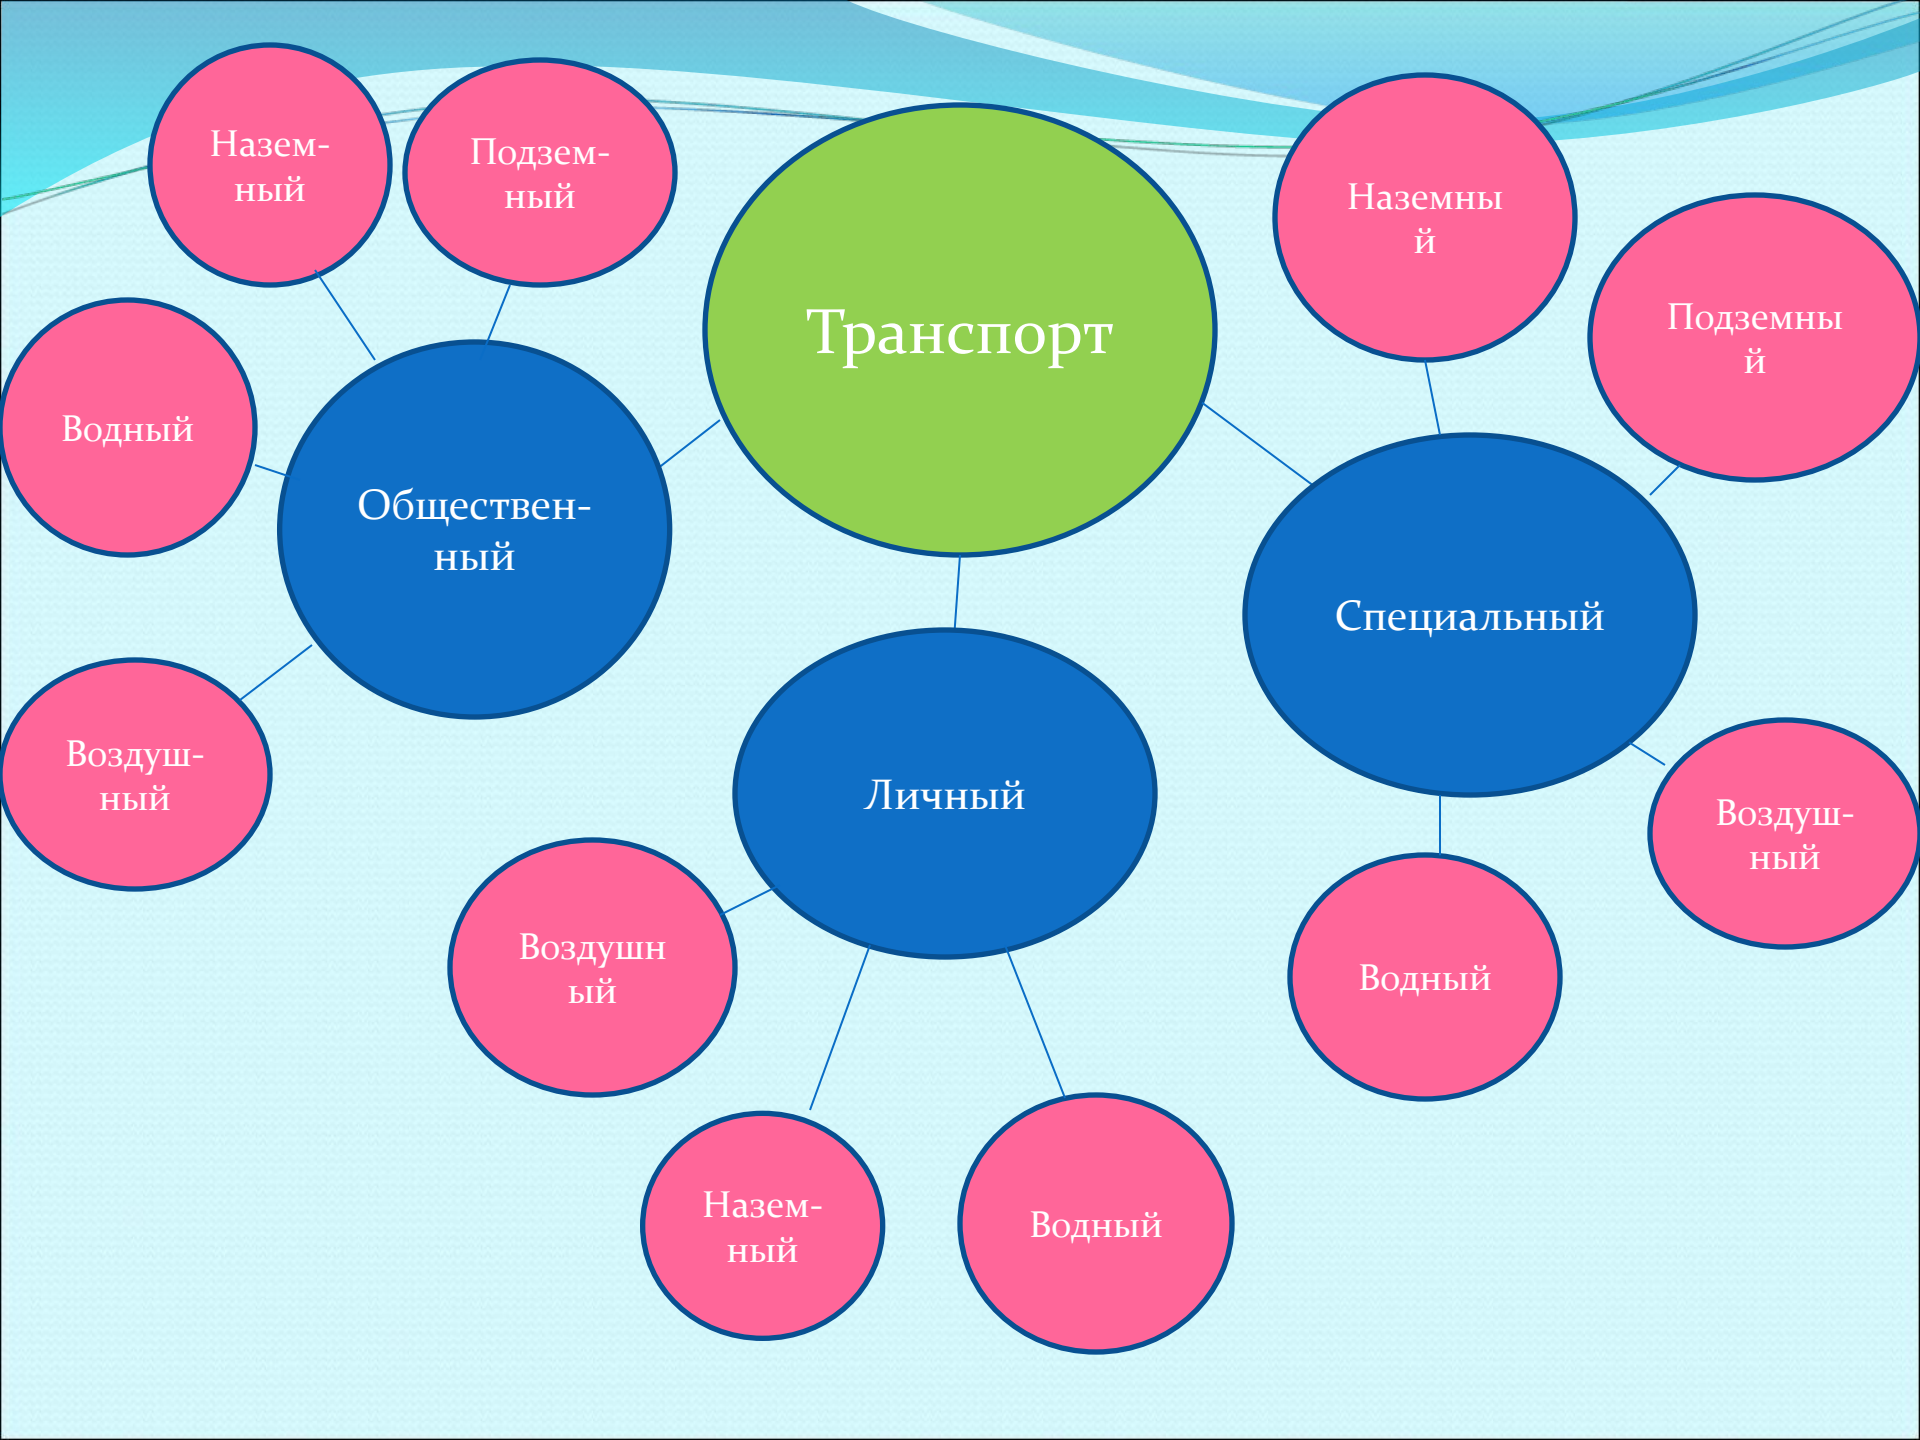 Назем-
ный
Подзем-
ный
Транспорт
Наземны
й
Подземны
й
Водный
Обществен-
ный
Специальный
Воздуш-
ный
Личный
Воздуш-
ный
Воздушн
ый
Водный
Назем-
ный
Водный